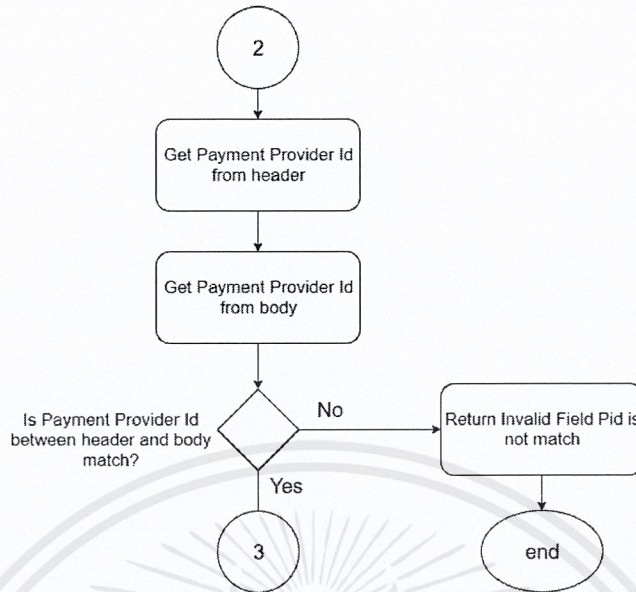 2
Get Payment Provider Id
from header
Get Payment Provider Id
from body
Is Payment Provider Id
between header and body
match?
No
Return Invalid Field Pid is
not match
Yes
3
end